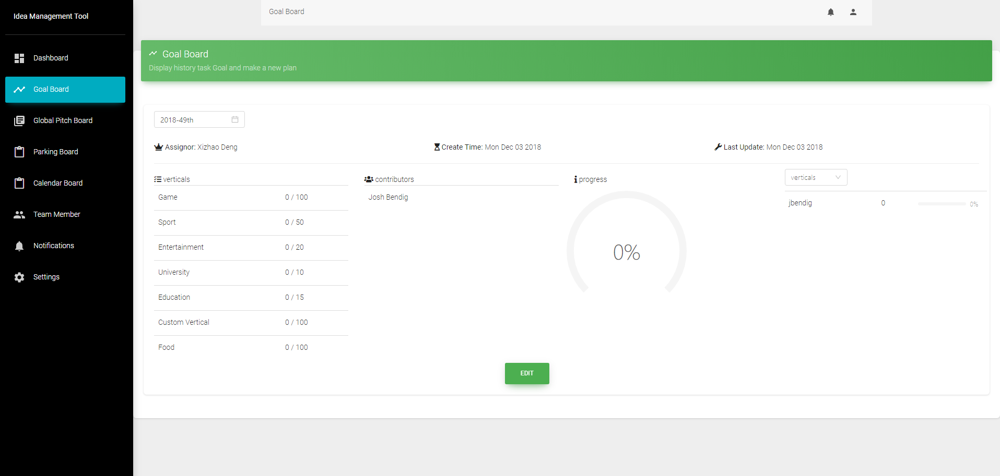 Idea Management Tool
Dashboard
Goal Board
Global Pitch Board
Parking Board
Calendar Board
Team Member
Notifications
Settings
Goal Board
Goal Board
Display history task Goal and make a new plan
2018-49th
Assignor: Xizhao Deng
Create Time: Mon Dec 03 2018
Last Update: Mon Dec 03 2018
verticals
Game 0 / 100
Sport 0 / 50
Entertainment 0 / 20
University 0 / 10
Education 0 / 15
Custom Vertical 0 / 100
Food 0 / 100
contributors
Josh Bendig
progress
0%
verticals
jbendig 0 0%
EDIT